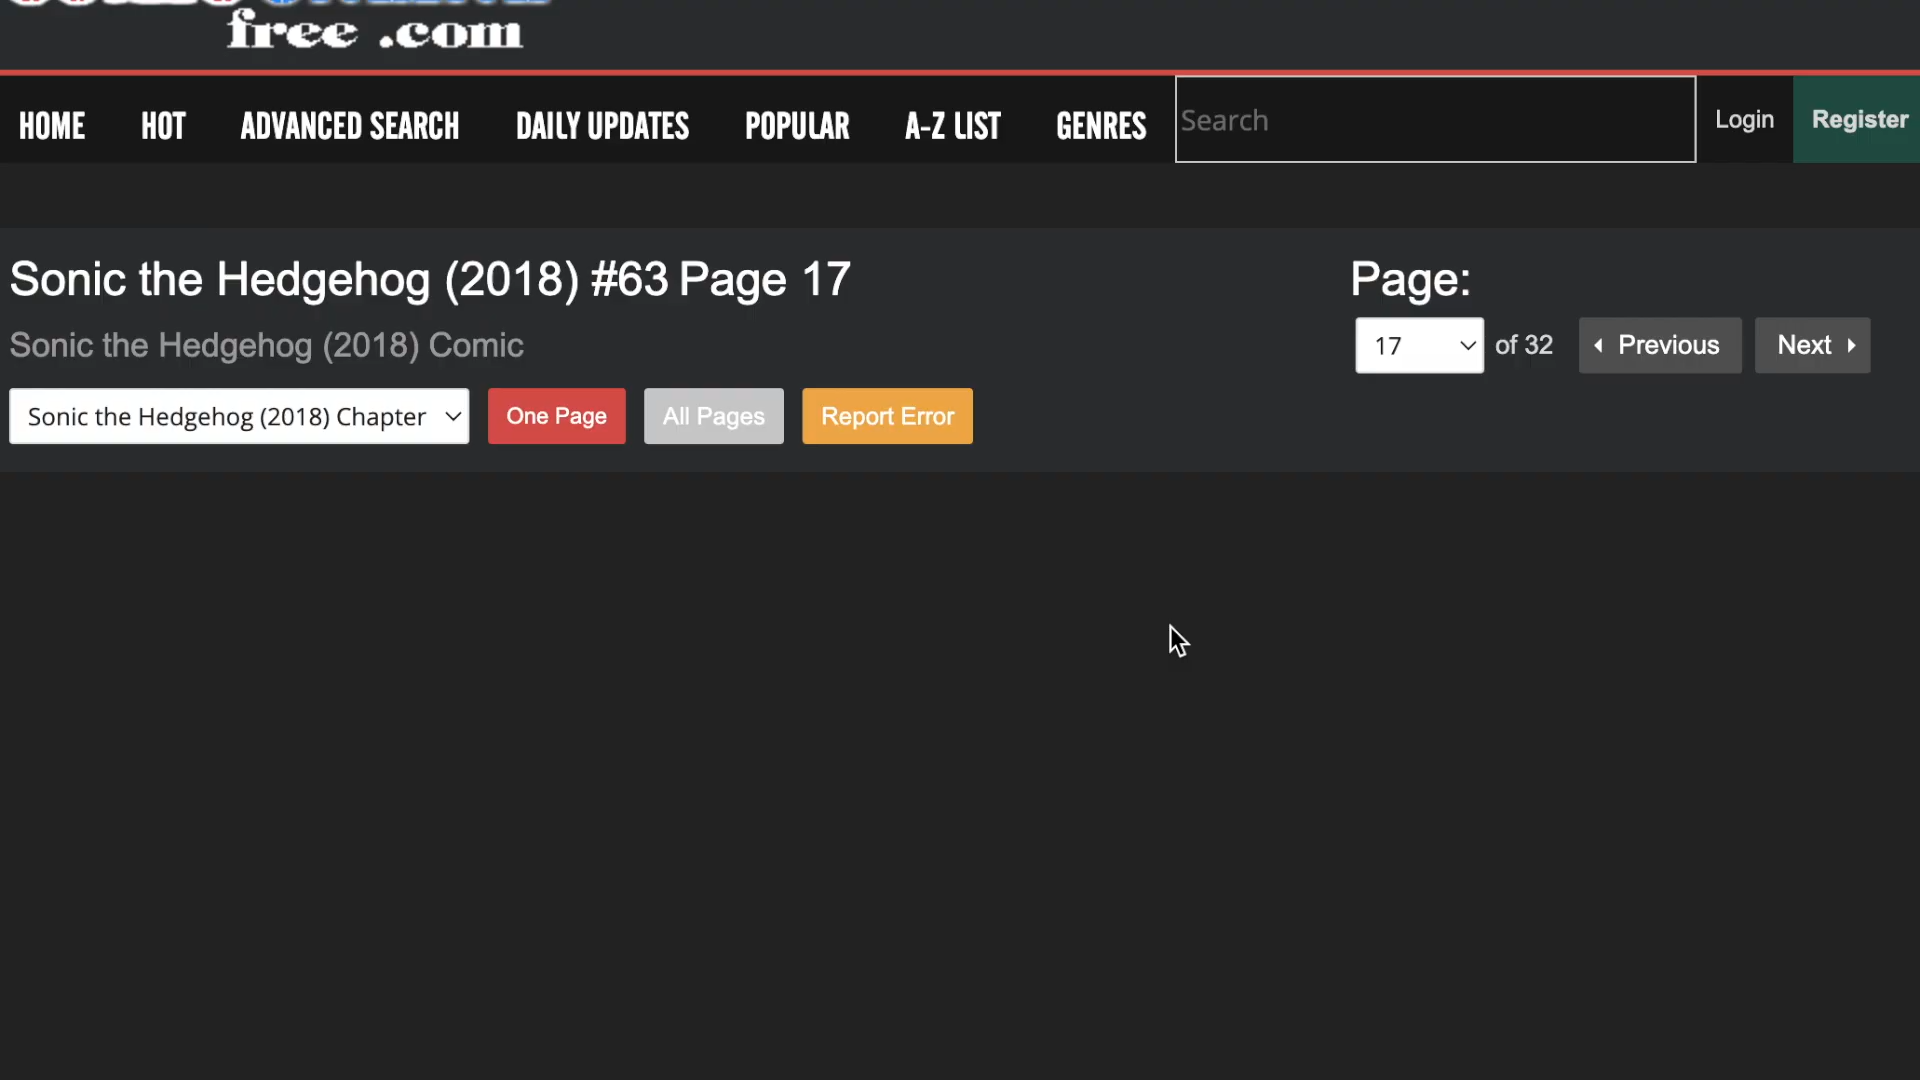 free .com
HOME HOT ADVANCED SEARCH DAILY UPDATES POPULAR A-Z LIST GENRES Search Login Register
Sonic the Hedgehog (2018) #63 Page 17
Page:
Sonic the Hedgehog (2018) Comic
17 of 32 Previous Next
Sonic the Hedgehog (2018) Chapter One Page All Pages Report Error